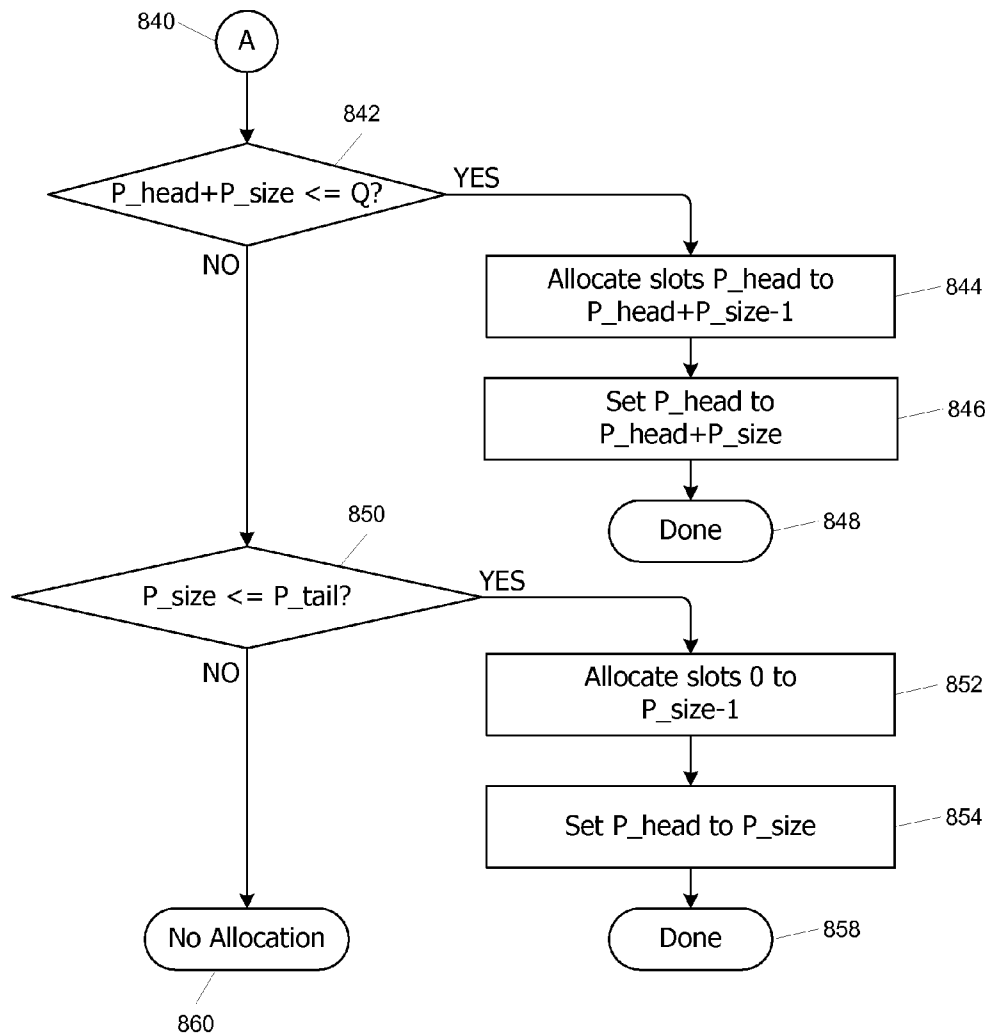 840
A
842
P_head+P_size <= Q?
YES
NO
Allocate slots P_head to
P_head+P_size-1
844
Set P_head to
P_head+P_size
846
Done
848
850
P_size <= P_tail?
YES
NO
Allocate slots 0 to
P_size-1
852
Set P_head to P_size
854
No Allocation
Done
858
860